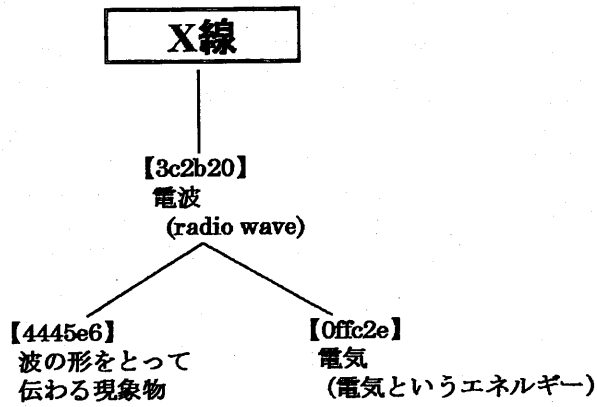 X線
【3c2b20】
電波
(radio wave)
【4445e6】
波の形をとって
伝わる現象物
【0ffc2e】
電気
(電気というエネルギー)